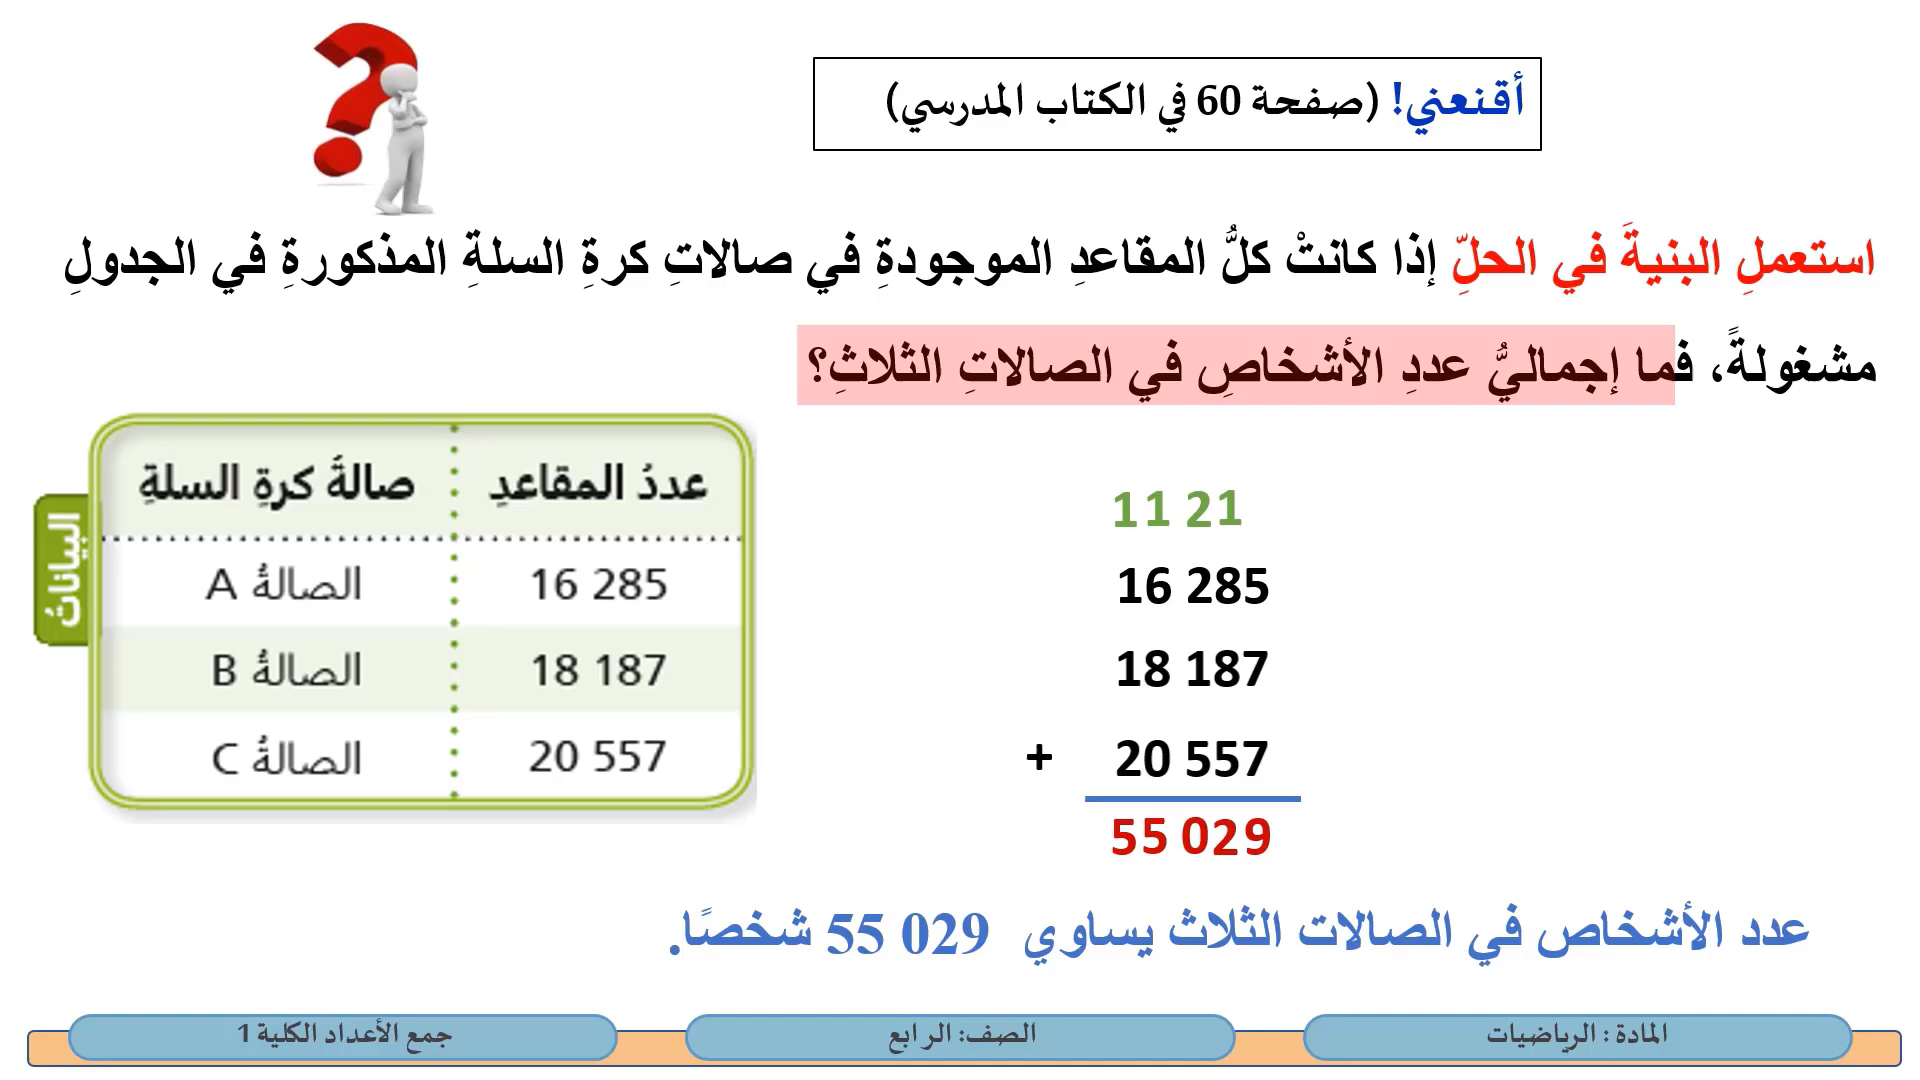 أقنعني! (صفحة 60 في الكتاب المدرسي)
استعملِ البنيةَ في الحلِّ إذا كانتْ كلُّ المقاعدِ الموجودةِ في صالاتِ كرةِ السلةِ المذكورةِ في الجدولِ
مشغولةً، فما إجماليُّ عددِ الأشخاصِ في الصالاتِ الثلاثِ؟
البياناتُ
عددُ المقاعدِ صالةُ كرةِ السلةِ
16 285 الصالةُ A
18 187 الصالةُ B
20 557 الصالةُ C
11 21
16 285
18 187
+ 20 557
55 029
عدد الأشخاص في الصالات الثلاث يساوي 029 55 شخصًا.
المادة : الرياضيات
الصف: الرابع
جمع الأعداد الكلية 1